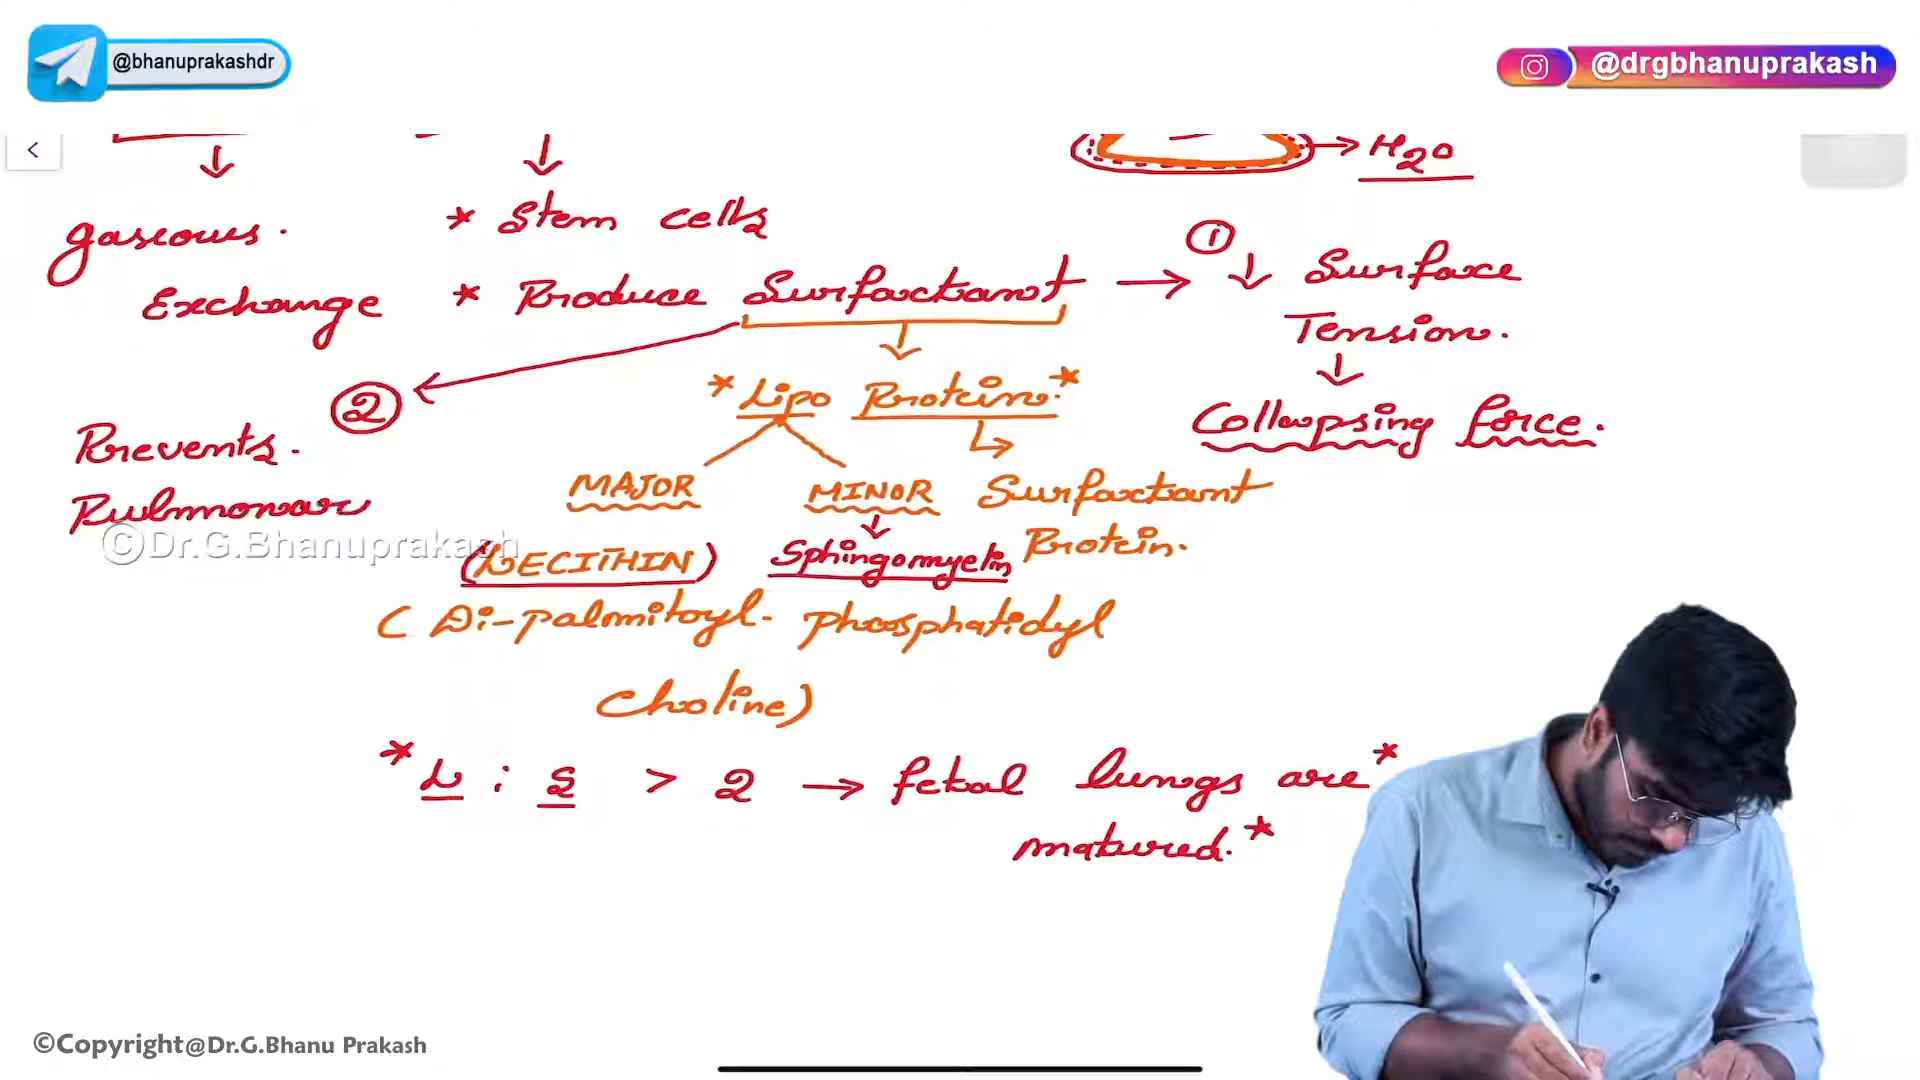 @bhanuprakashdr
@drgbhanuprakash
→ H2O
gaseous.
Exchange
* Stem cells
* Produce Surfactant →
① ↓ Surface
Tension.
↓
Collapsing force.
②
Prevents.
Pulmonar
©Dr.G.Bhanuprakash
*Lipo Protein.*
MAJOR
MINOR
Surfactant
Protein.
(LECITHIN)
Sphingomyelin
( Di-palmitoyl- phosphatidyl
choline)
* L : S > 2 → fetal lungs are*
matured.*
©Copyright@Dr.G.Bhanu Prakash